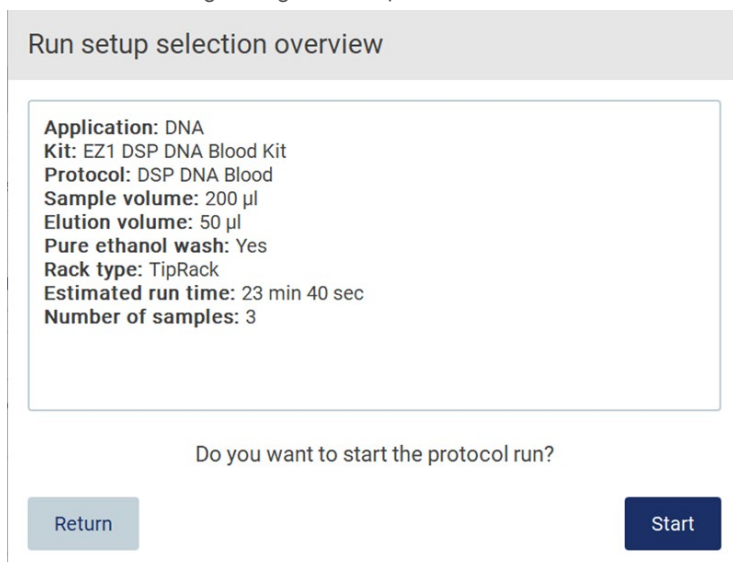 Run setup selection overview
Application: DNA
Kit: EZ1 DSP DNA Blood Kit
Protocol: DSP DNA Blood
Sample volume: 200 µl
Elution volume: 50 µl
Pure ethanol wash: Yes
Rack type: TipRack
Estimated run time: 23 min 40 sec
Number of samples: 3
Do you want to start the protocol run?
Return
Start